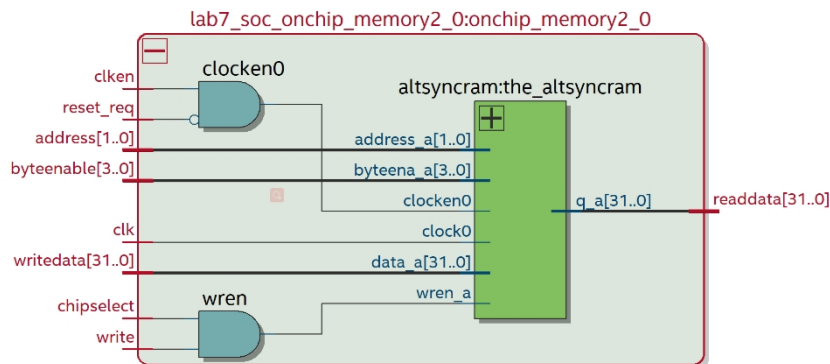 lab7_soc_onchip_memory2_0:onchip_memory2_0
clken
clocken0
reset_req
altsyncram:the_altsyncram
address[1..0]
address_a[1..0]
byteenable[3..0]
byteena_a[3..0]
clocken0
q_a[31..0]
readdata[31..0]
clk
clock0
writedata[31..0]
data_a[31..0]
chipselect
wren
wren_a
write